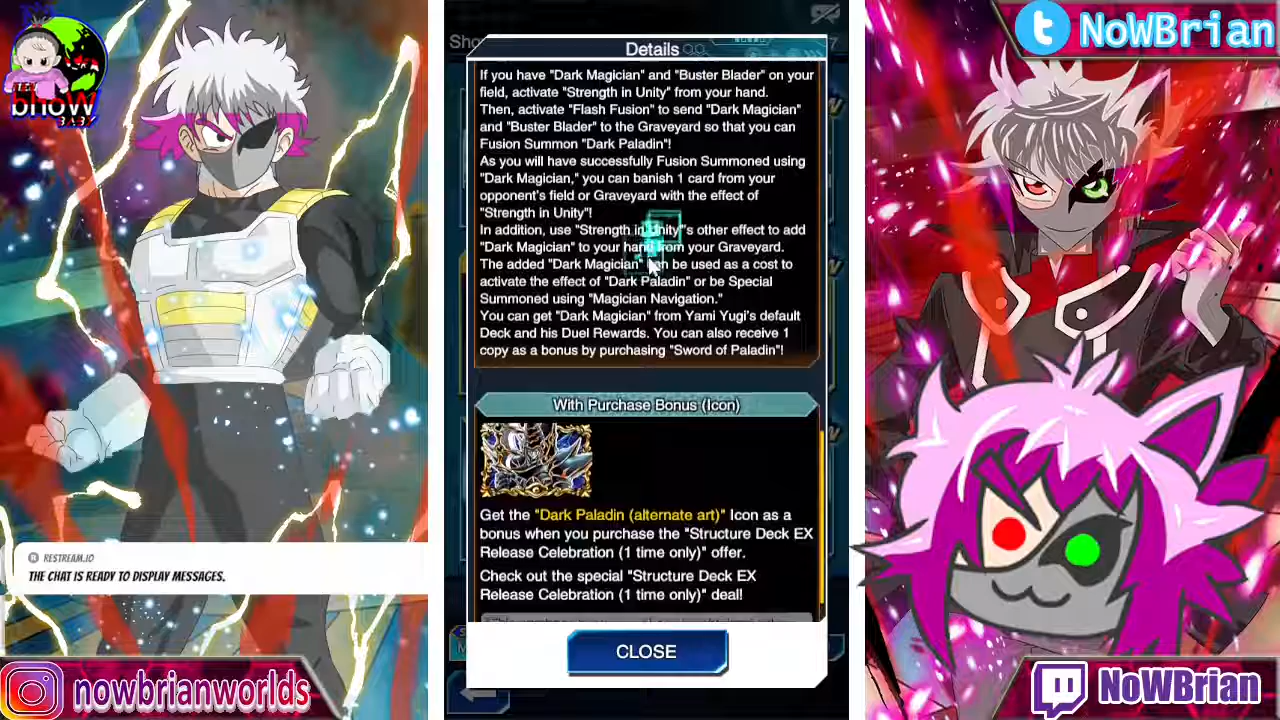 Details
If you have "Dark Magician" and "Buster Blader" on your
field, activate "Strength in Unity" from your hand.
Then, activate "Flash Fusion" to send "Dark Magician"
and "Buster Blader" to the Graveyard so that you can
Fusion Summon "Dark Paladin"!
As you will have successfully Fusion Summoned using
"Dark Magician," you can banish 1 card from your
opponent's field or Graveyard with the effect of
"Strength in Unity"!
In addition, use "Strength in Unity"'s other effect to add
"Dark Magician" to your hand from your Graveyard.
The added "Dark Magician" can be used as a cost to
activate the effect of "Dark Paladin" or be Special
Summoned using "Magician Navigation."
You can get "Dark Magician" from Yami Yugi's default
Deck and his Duel Rewards. You can also receive 1
copy as a bonus by purchasing "Sword of Paladin"!
With Purchase Bonus (Icon)
Get the "Dark Paladin (alternate art)" Icon as a
bonus when you purchase the "Structure Deck EX
Release Celebration (1 time only)" offer.
Check out the special "Structure Deck EX
Release Celebration (1 time only)" deal!
CLOSE
Sho
RESTREAM.IO
THE CHAT IS READY TO DISPLAY MESSAGES.
nowbrianworlds
NoWBrian
NoWBrian